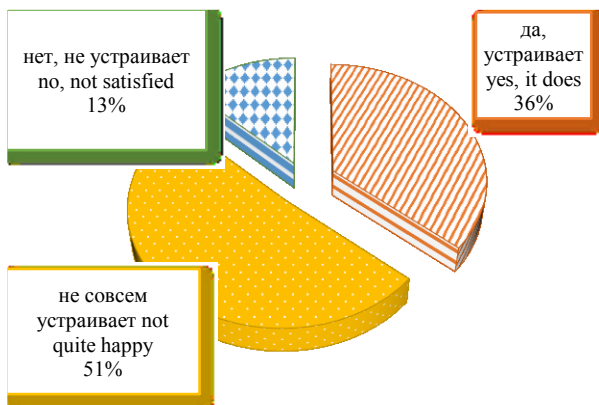 нет, не устраивает
no, not satisfied
13%
да,
устраивает
yes, it does
36%
не совсем
устраивает not
quite happy
51%